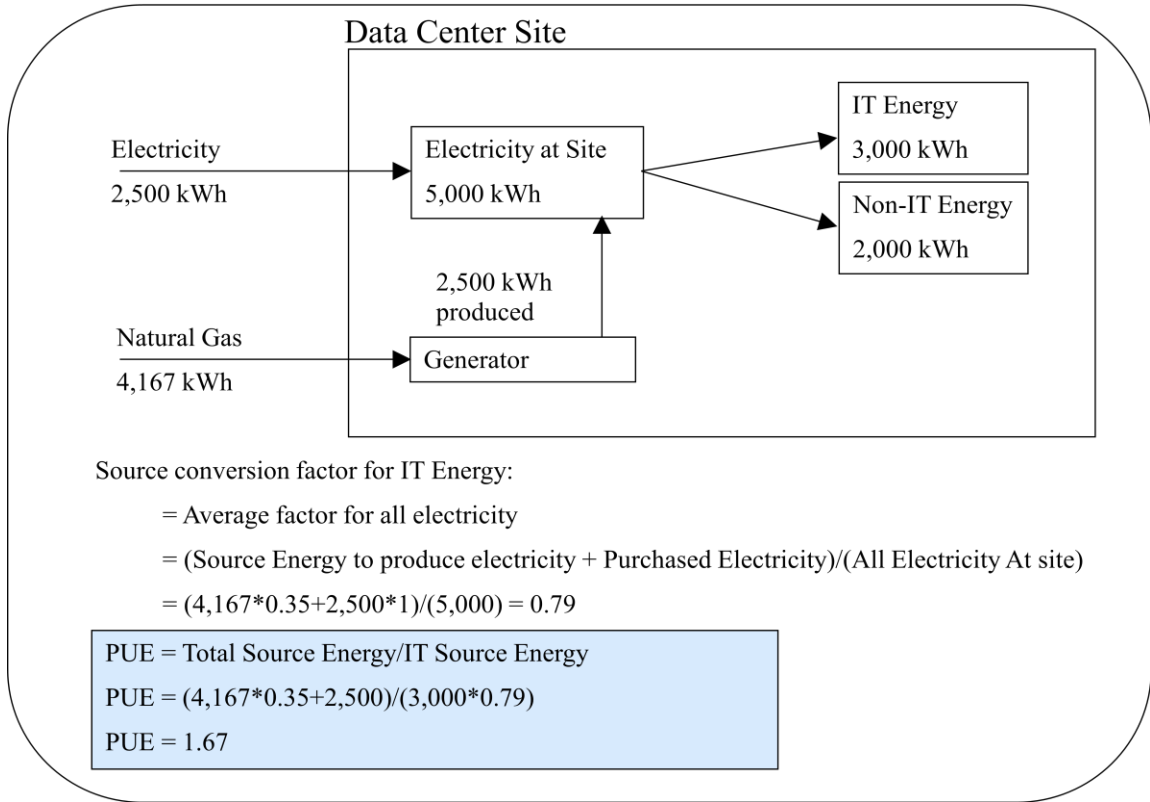 Data Center Site
Electricity
2,500 kWh
Electricity at Site
5,000 kWh
IT Energy
3,000 kWh
Non-IT Energy
2,000 kWh
2,500 kWh
produced
Natural Gas
4,167 kWh
Generator
Source conversion factor for IT Energy:
= Average factor for all electricity
= (Source Energy to produce electricity + Purchased Electricity)/(All Electricity At site)
= (4,167*0.35+2,500*1)/(5,000) = 0.79
PUE = Total Source Energy/IT Source Energy
PUE = (4,167*0.35+2,500)/(3,000*0.79)
PUE = 1.67